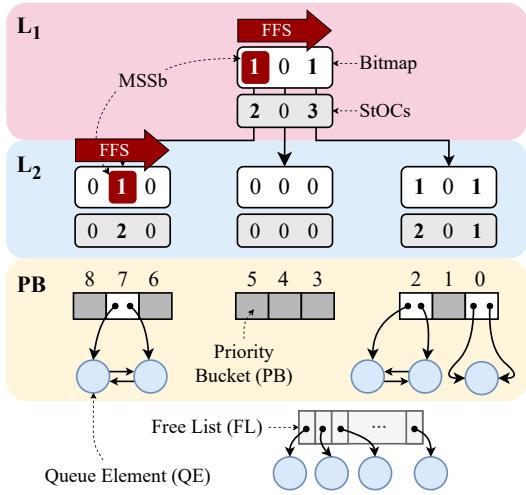 L1
FFS
MSSb
1 0 1
Bitmap
2 0 3
StOCs
L2
FFS
0 1 0
0 0 0
1 0 1
0 2 0
0 0 0
2 0 1
PB
8 7 6
5 4 3
2 1 0
Priority
Bucket (PB)
Free List (FL)
...
Queue Element (QE)